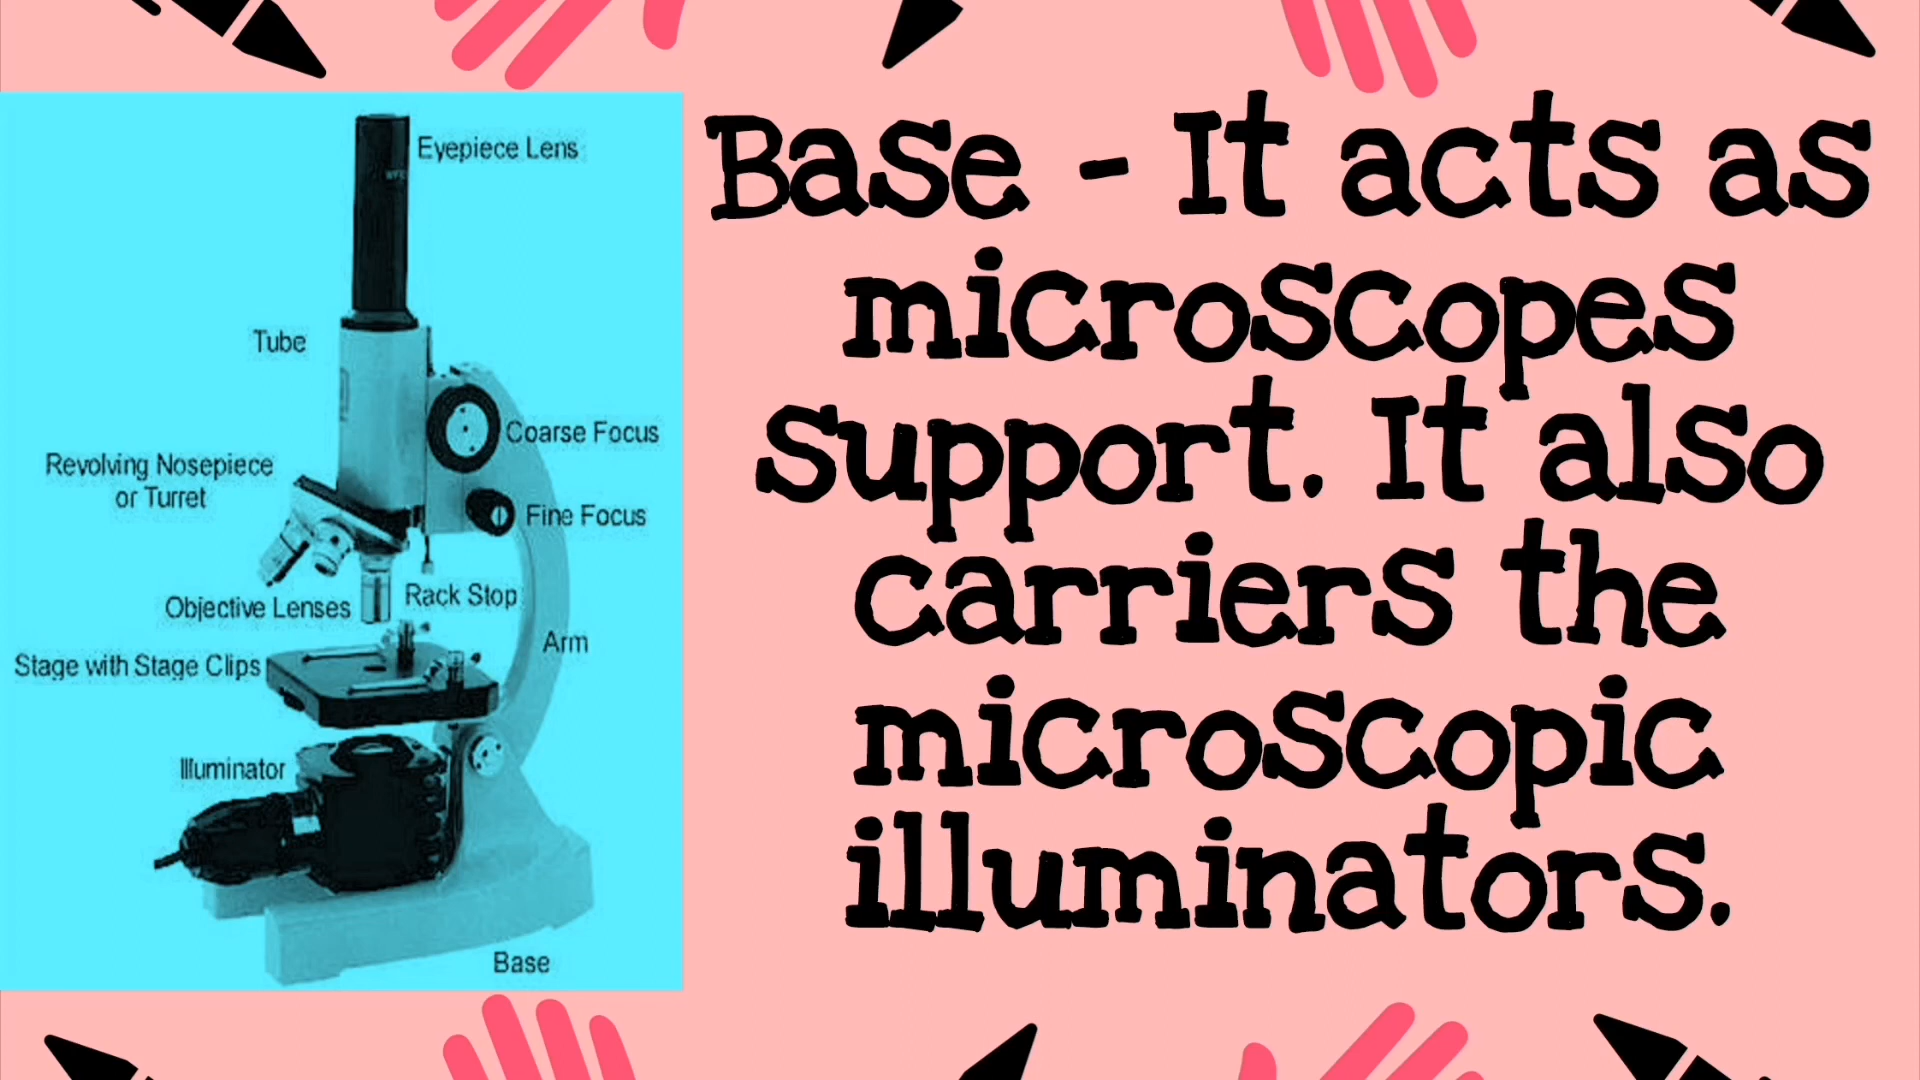 Eyepiece Lens
Tube
Coarse Focus
Revolving Nosepiece
or Turret
Fine Focus
Objective Lenses
Rack Stop
Arm
Stage with Stage Clips
Illuminator
Base
Base - It acts as
microscopes
support. It also
carriers the
microscopic
illuminators.